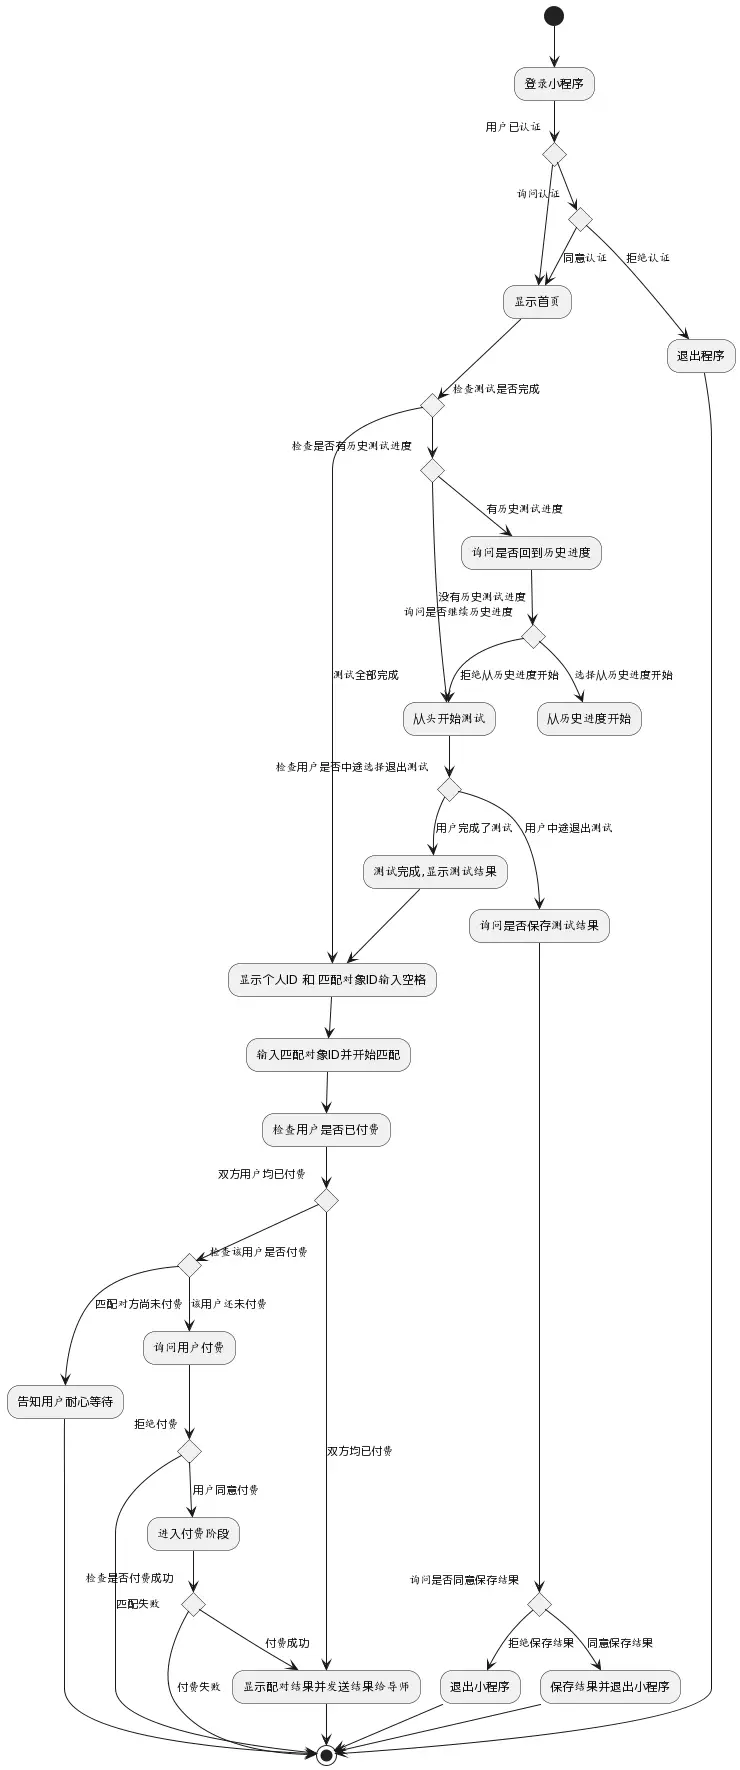 登录小程序
用户已认证
询问认证
同意认证
拒绝认证
显示首页
退出程序
检查测试是否完成
检查是否有历史测试进度
有历史测试进度
询问是否回到历史进度
没有历史测试进度
询问是否继续历史进度
测试全部完成
拒绝从历史进度开始
选择从历史进度开始
从头开始测试
从历史进度开始
检查用户是否中途选择退出测试
用户完成了测试
用户中途退出测试
测试完成,显示测试结果
询问是否保存测试结果
显示个人ID 和 匹配对象ID输入空格
输入匹配对象ID并开始匹配
检查用户是否已付费
双方用户均已付费
检查该用户是否付费
匹配对方尚未付费
该用户还未付费
询问用户付费
告知用户耐心等待
拒绝付费
双方均已付费
用户同意付费
进入付费阶段
检查是否付费成功
询问是否同意保存结果
匹配失败
付费成功
拒绝保存结果
同意保存结果
付费失败
显示配对结果并发送结果给导师
退出小程序
保存结果并退出小程序